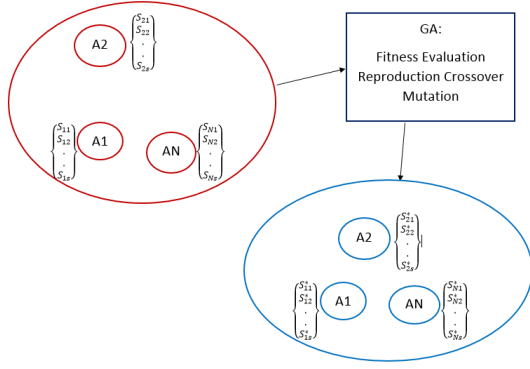 A2
S21
S22
.
.
S2s
A1
S11
S12
.
.
S1s
AN
SN1
SN2
.
.
SNs
GA:
Fitness Evaluation
Reproduction Crossover
Mutation
A2
S*21
S*22
.
.
S*2s
A1
S*11
S*12
.
.
S*1s
AN
S*N1
S*N2
.
.
S*Ns